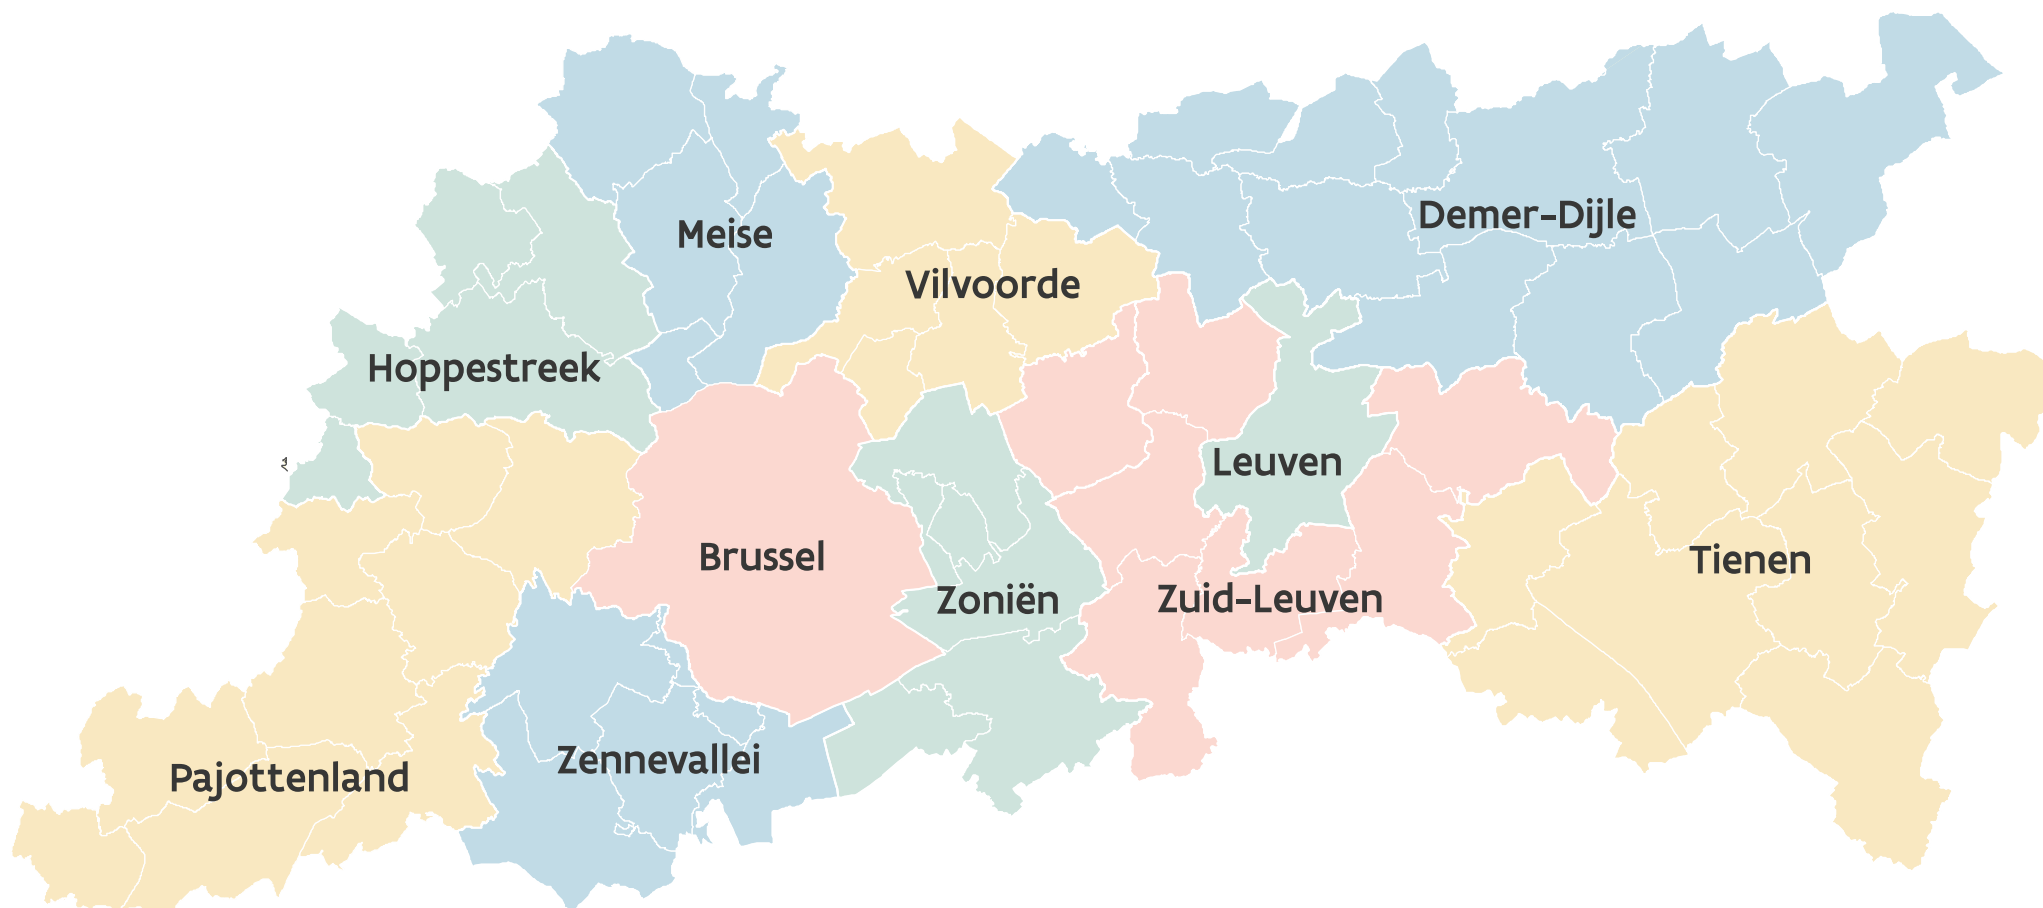 Demer-Dijle
Meise
Vilvoorde
Hoppestreek
Leuven
Brussel
Tienen
Zoniën
Zuid-Leuven
Zennevallei
Pajottenland